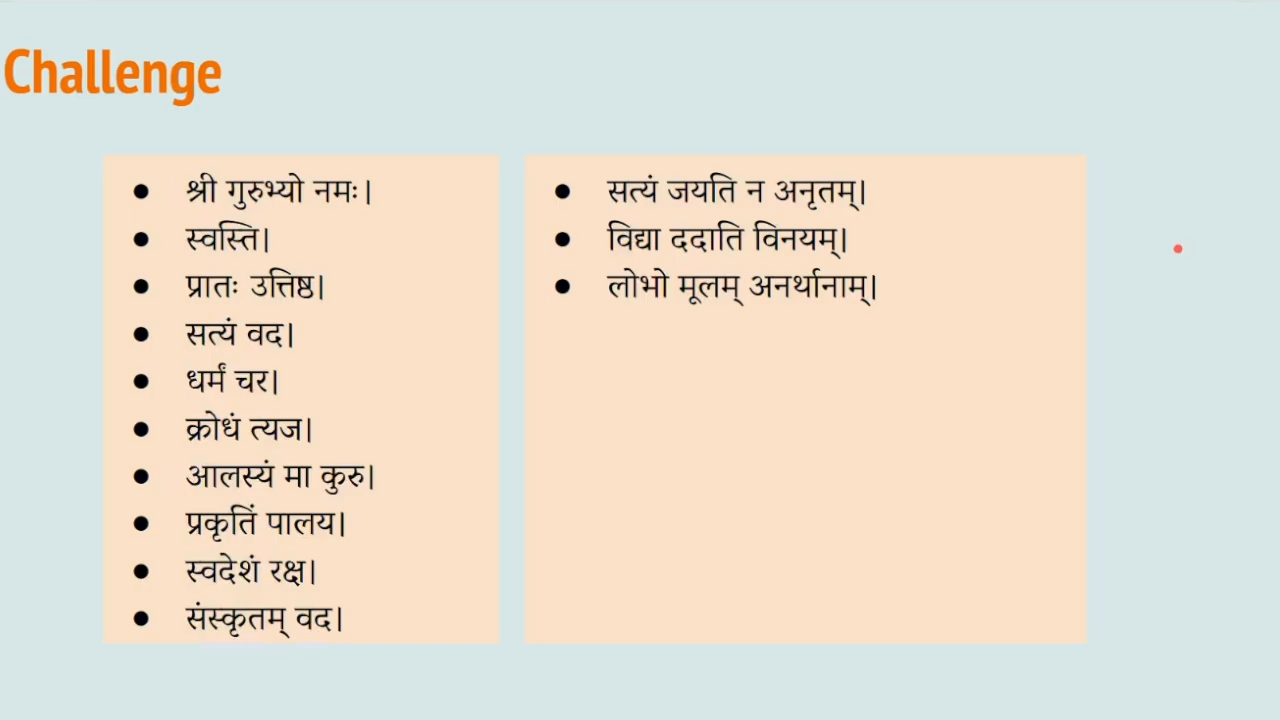 Challenge
● श्री गुरुभ्यो नमः।
● स्वस्ति।
● प्रातः उत्तिष्ठ।
● सत्यं वद।
● धर्मं चर।
● क्रोधं त्यज।
● आलस्यं मा कुरु।
● प्रकृतिं पालय।
● स्वदेशं रक्ष।
● संस्कृतम् वद।
● सत्यं जयति न अनृतम्।
● विद्या ददाति विनयम्।
● लोभो मूलम् अनर्थानाम्।